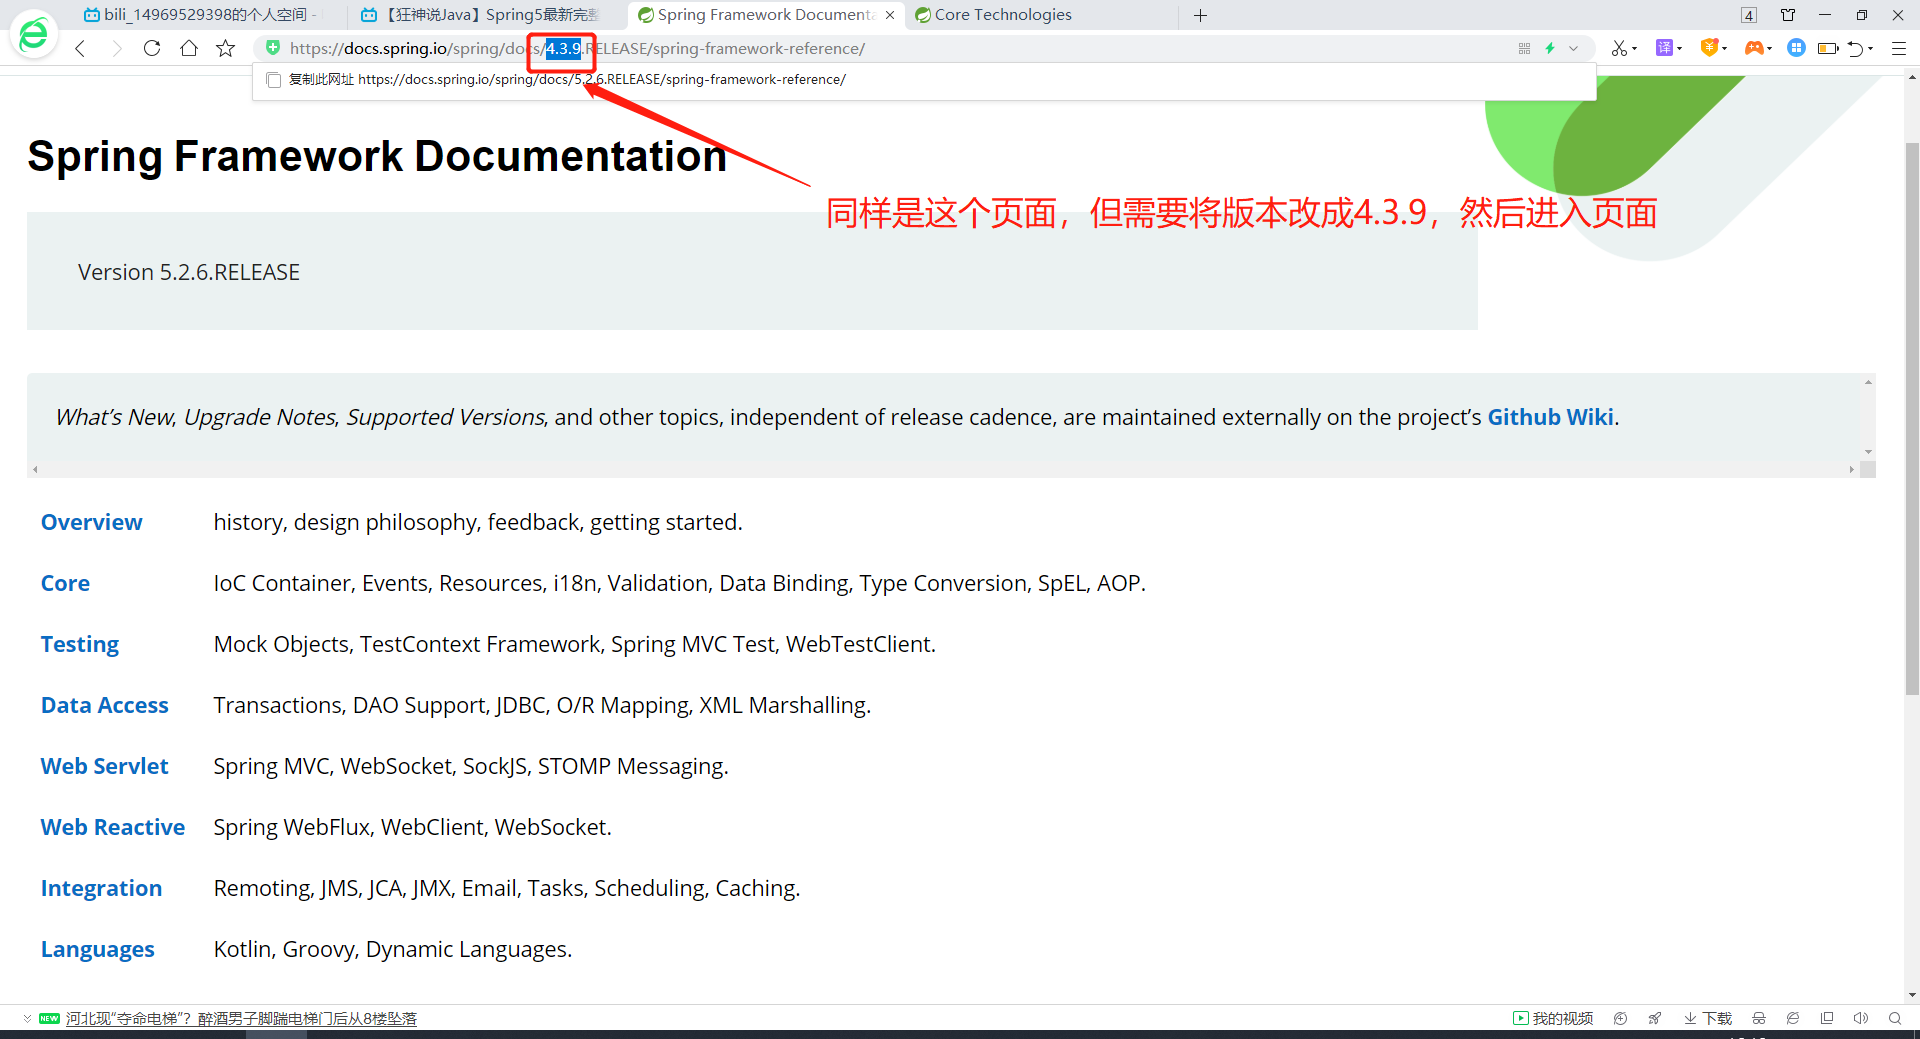 bili_14969529398的个人空间 -
【狂神说Java】Spring5最新完整
Spring Framework Documenta
Core Technologies
4
https://docs.spring.io/spring/docs/4.3.9.RELEASE/spring-framework-reference/
译
复制此网址 https://docs.spring.io/spring/docs/5.2.6.RELEASE/spring-framework-reference/
Spring Framework Documentation
同样是这个页面，但需要将版本改成4.3.9，然后进入页面
Version 5.2.6.RELEASE
What’s New, Upgrade Notes, Supported Versions, and other topics, independent of release cadence, are maintained externally on the project’s Github Wiki.
Overview history, design philosophy, feedback, getting started.
Core IoC Container, Events, Resources, i18n, Validation, Data Binding, Type Conversion, SpEL, AOP.
Testing Mock Objects, TestContext Framework, Spring MVC Test, WebTestClient.
Data Access Transactions, DAO Support, JDBC, O/R Mapping, XML Marshalling.
Web Servlet Spring MVC, WebSocket, SockJS, STOMP Messaging.
Web Reactive Spring WebFlux, WebClient, WebSocket.
Integration Remoting, JMS, JCA, JMX, Email, Tasks, Scheduling, Caching.
Languages Kotlin, Groovy, Dynamic Languages.
NEW 河北现“夺命电梯”？醉酒男子脚踹电梯门后从8楼坠落
我的视频
下载